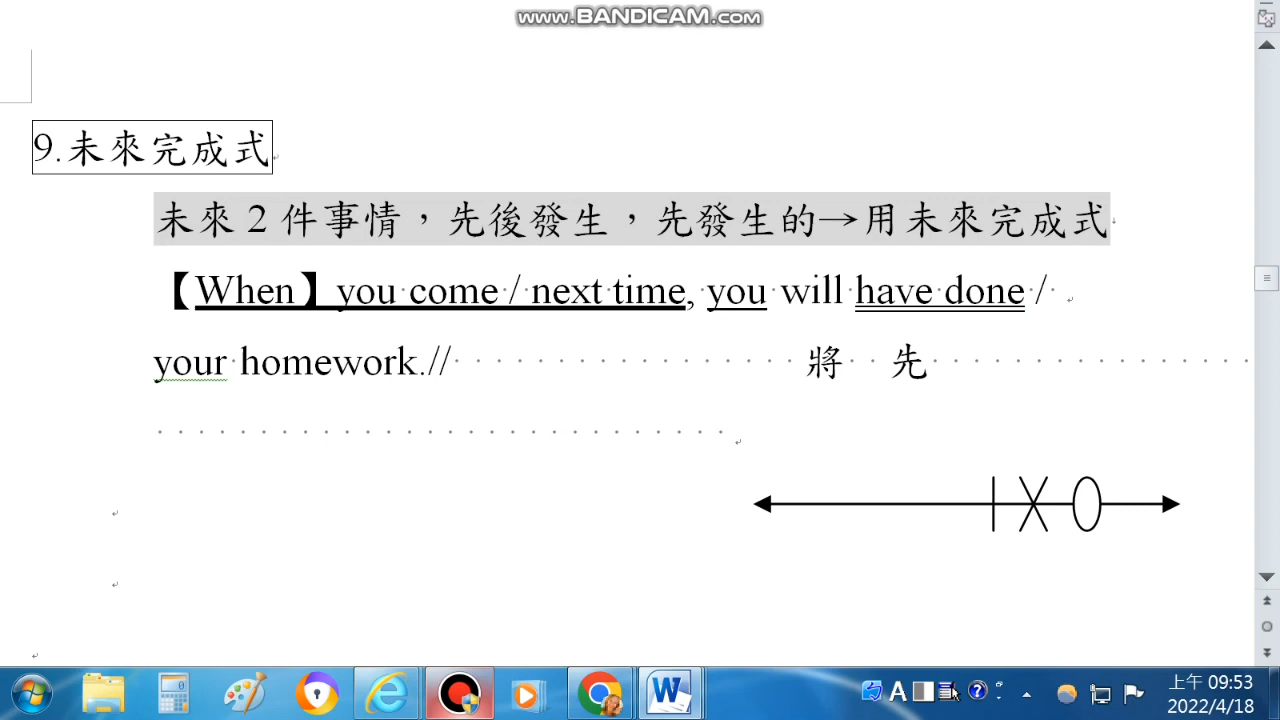 www.BANDICAM.com
9.未來完成式
未來2件事情，先後發生，先發生的→用未來完成式
【When】you come / next time, you will have done /
your homework.// 將 先
上午 09:53
2022/4/18